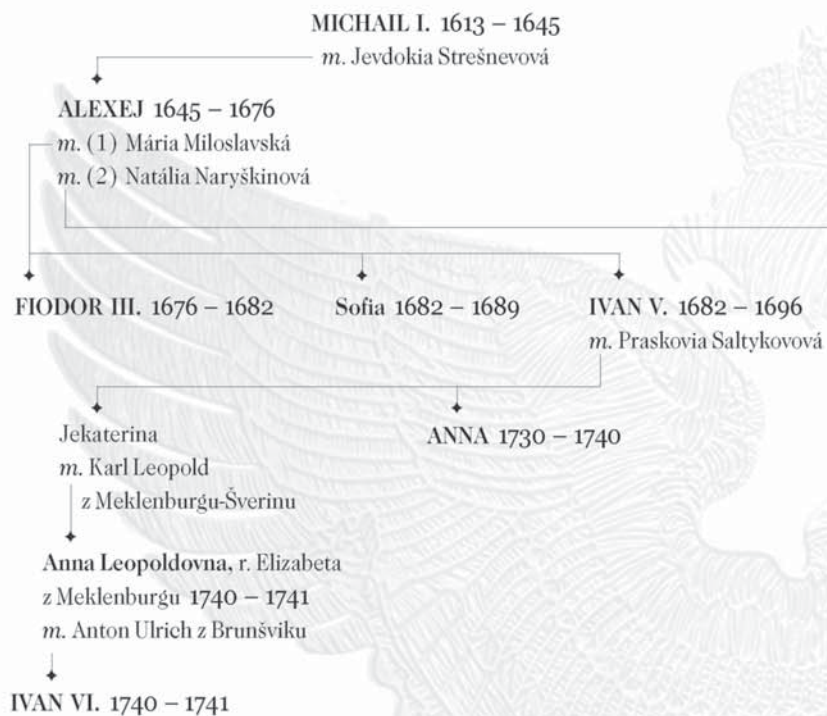 MICHAIL I. 1613 – 1645
m. Jevdokia Strešnevová
ALEXEJ 1645 – 1676
m. (1) Mária Miloslavská
m. (2) Natália Naryškinová
FIODOR III. 1676 – 1682
Sofia 1682 – 1689
IVAN V. 1682 – 1696
m. Praskovia Saltykovová
Jekaterina
m. Karl Leopold
z Meklenburgu-Šverinu
ANNA 1730 – 1740
Anna Leopoldovna, r. Elizabeta
z Meklenburgu 1740 – 1741
m. Anton Ulrich z Brunšviku
IVAN VI. 1740 – 1741